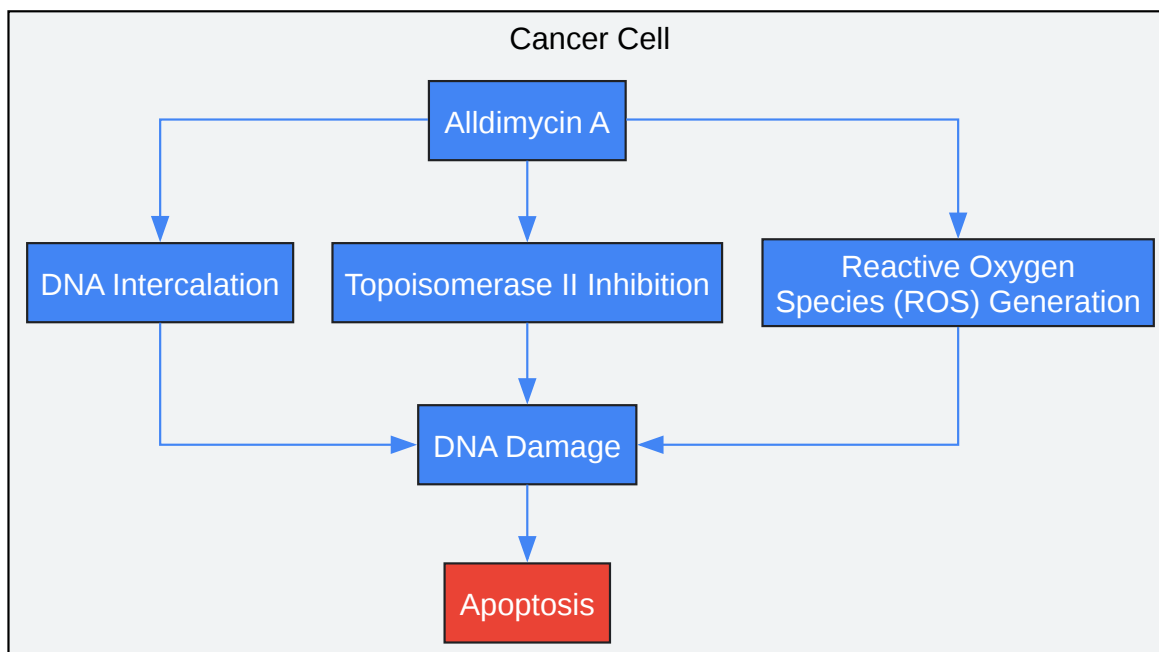 Cancer Cell
Alldimycin A
DNA Intercalation
Topoisomerase II Inhibition
Reactive Oxygen
Species (ROS) Generation
DNA Damage
Apoptosis